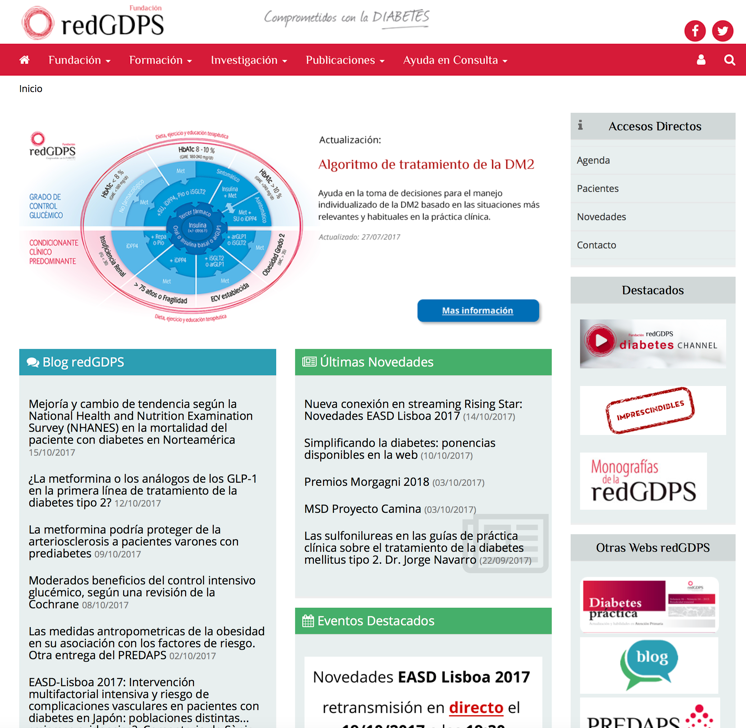 Fundación
redGDPS
Comprometidos con la DIABETES
Fundación
Formación
Investigación
Publicaciones
Ayuda en Consulta
Inicio
redGDPS
GRADO DE
CONTROL
GLUCÉMICO
CONDICIONANTE
CLÍNICO
PREDOMINANTE
Dieta, ejercicio y educación terapéutica
HbA1c < 8 %
HbA1c 8 - 10 %
HbA1c > 10 %
Insuficiencia Renal
> 75 años o Fragilidad
ECV establecida
Obesidad Grado 2
Dieta, ejercicio y educación terapéutica
Actualización:
Algoritmo de tratamiento de la DM2
Ayuda en la toma de decisiones para el manejo
individualizado de la DM2 basado en las situaciones más
relevantes y habituales en la práctica clínica.
Actualizado: 27/07/2017
Mas información
Accesos Directos
Agenda
Pacientes
Novedades
Contacto
Destacados
redGDPS
diabetes CHANNEL
IMPRESCINDIBLES
Monografías
de la
redGDPS
Otras Webs redGDPS
Diabetes
práctica
blog
PREDAPS
Blog redGDPS
Mejoría y cambio de tendencia según la
National Health and Nutrition Examination
Survey (NHANES) en la mortalidad del
paciente con diabetes en Norteamérica
15/10/2017
¿La metformina o los análogos de los GLP-1
en la primera línea de tratamiento de la
diabetes tipo 2? 12/10/2017
La metformina podría proteger de la
arteriosclerosis a pacientes varones con
prediabetes 09/10/2017
Moderados beneficios del control intensivo
glucémico, según una revisión de la
Cochrane 08/10/2017
Las medidas antropometricas de la obesidad
en su asociación con los factores de riesgo.
Otra entrega del PREDAPS 02/10/2017
EASD-Lisboa 2017: Intervención
multifactorial intensiva y riesgo de
complicaciones vasculares en pacientes con
diabetes en Japón: poblaciones distintas...
Últimas Novedades
Nueva conexión en streaming Rising Star:
Novedades EASD Lisboa 2017 (14/10/2017)
Simplificando la diabetes: ponencias
disponibles en la web (10/10/2017)
Premios Morgagni 2018 (03/10/2017)
MSD Proyecto Camina (03/10/2017)
Las sulfonilureas en las guías de práctica
clínica sobre el tratamiento de la diabetes
mellitus tipo 2. Dr. Jorge Navarro (22/09/2017)
Eventos Destacados
Novedades EASD Lisboa 2017
retransmisión en directo el